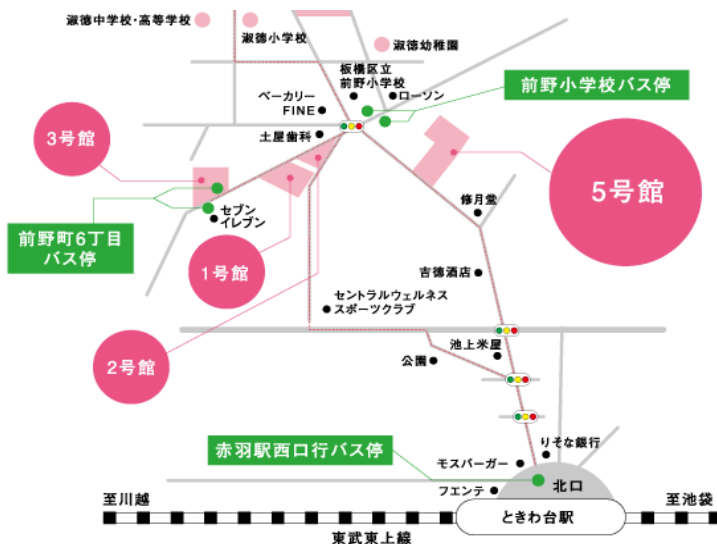 淑徳中学校・高等学校
淑徳小学校
淑徳幼稚園
板橋区立
前野小学校
ローソン
前野小学校バス停
ベーカリー
FINE
土屋歯科
3号館
5号館
前野町6丁目
バス停
セブン
イレブン
修月堂
1号館
吉徳酒店
セントラルウェルネス
スポーツクラブ
2号館
池上米屋
公園
赤羽駅西口行バス停
りそな銀行
モスバーガー
フエンテ
北口
至川越
ときわ台駅
至池袋
東武東上線